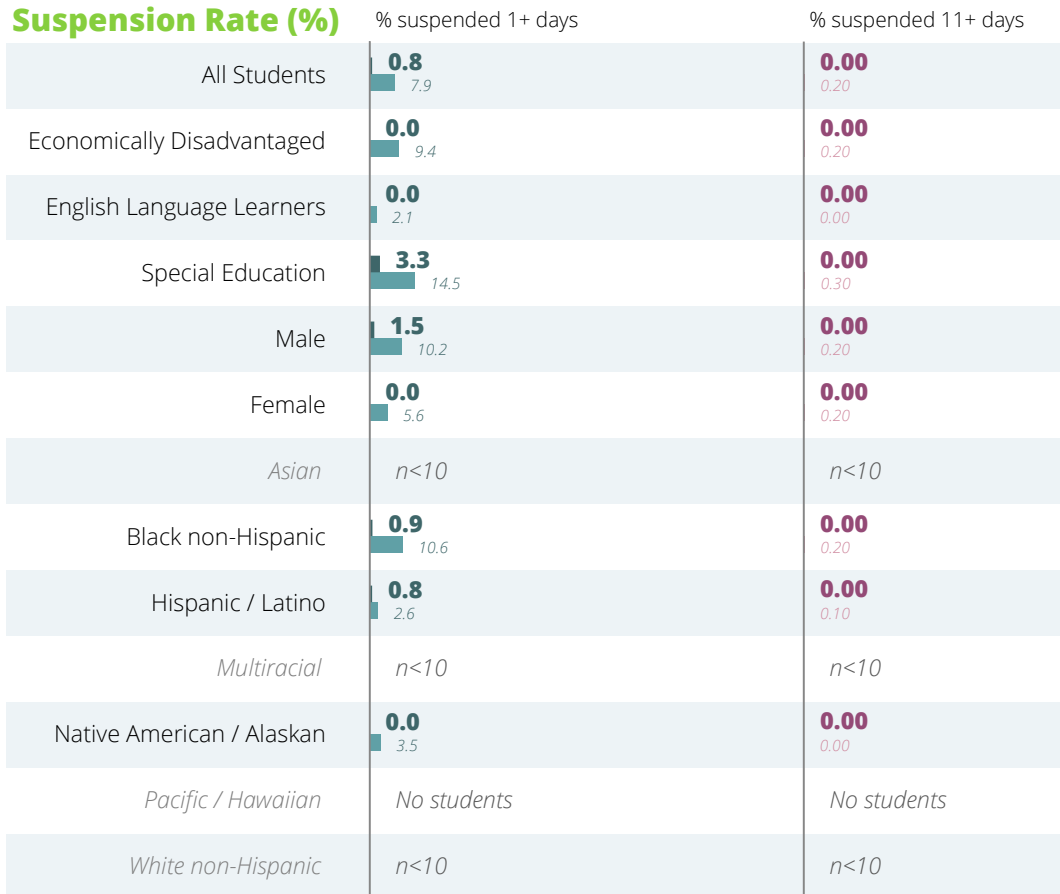 Suspension Rate (%) % suspended 1+ days % suspended 11+ days
All Students 0.8 0.00
7.9 0.20
Economically Disadvantaged 0.0 0.00
9.4 0.20
English Language Learners 0.0 0.00
2.1 0.00
Special Education 3.3 0.00
14.5 0.30
Male 1.5 0.00
10.2 0.20
Female 0.0 0.00
5.6 0.20
Asian n<10 n<10
Black non-Hispanic 0.9 0.00
10.6 0.20
Hispanic / Latino 0.8 0.00
2.6 0.10
Multiracial n<10 n<10
Native American / Alaskan 0.0 0.00
3.5 0.00
Pacific / Hawaiian No students No students
White non-Hispanic n<10 n<10